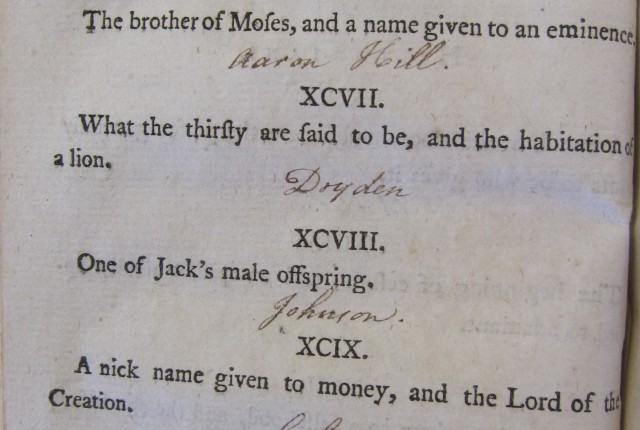 The brother of Moſes, and a name given to an eminence.
Aaron Hill.
XCVII.
What the thirſty are ſaid to be, and the habitation of
a lion.
Dryden
XCVIII.
One of Jack's male offspring.
Johnson.
XCIX.
A nick name given to money, and the Lord of the
Creation.